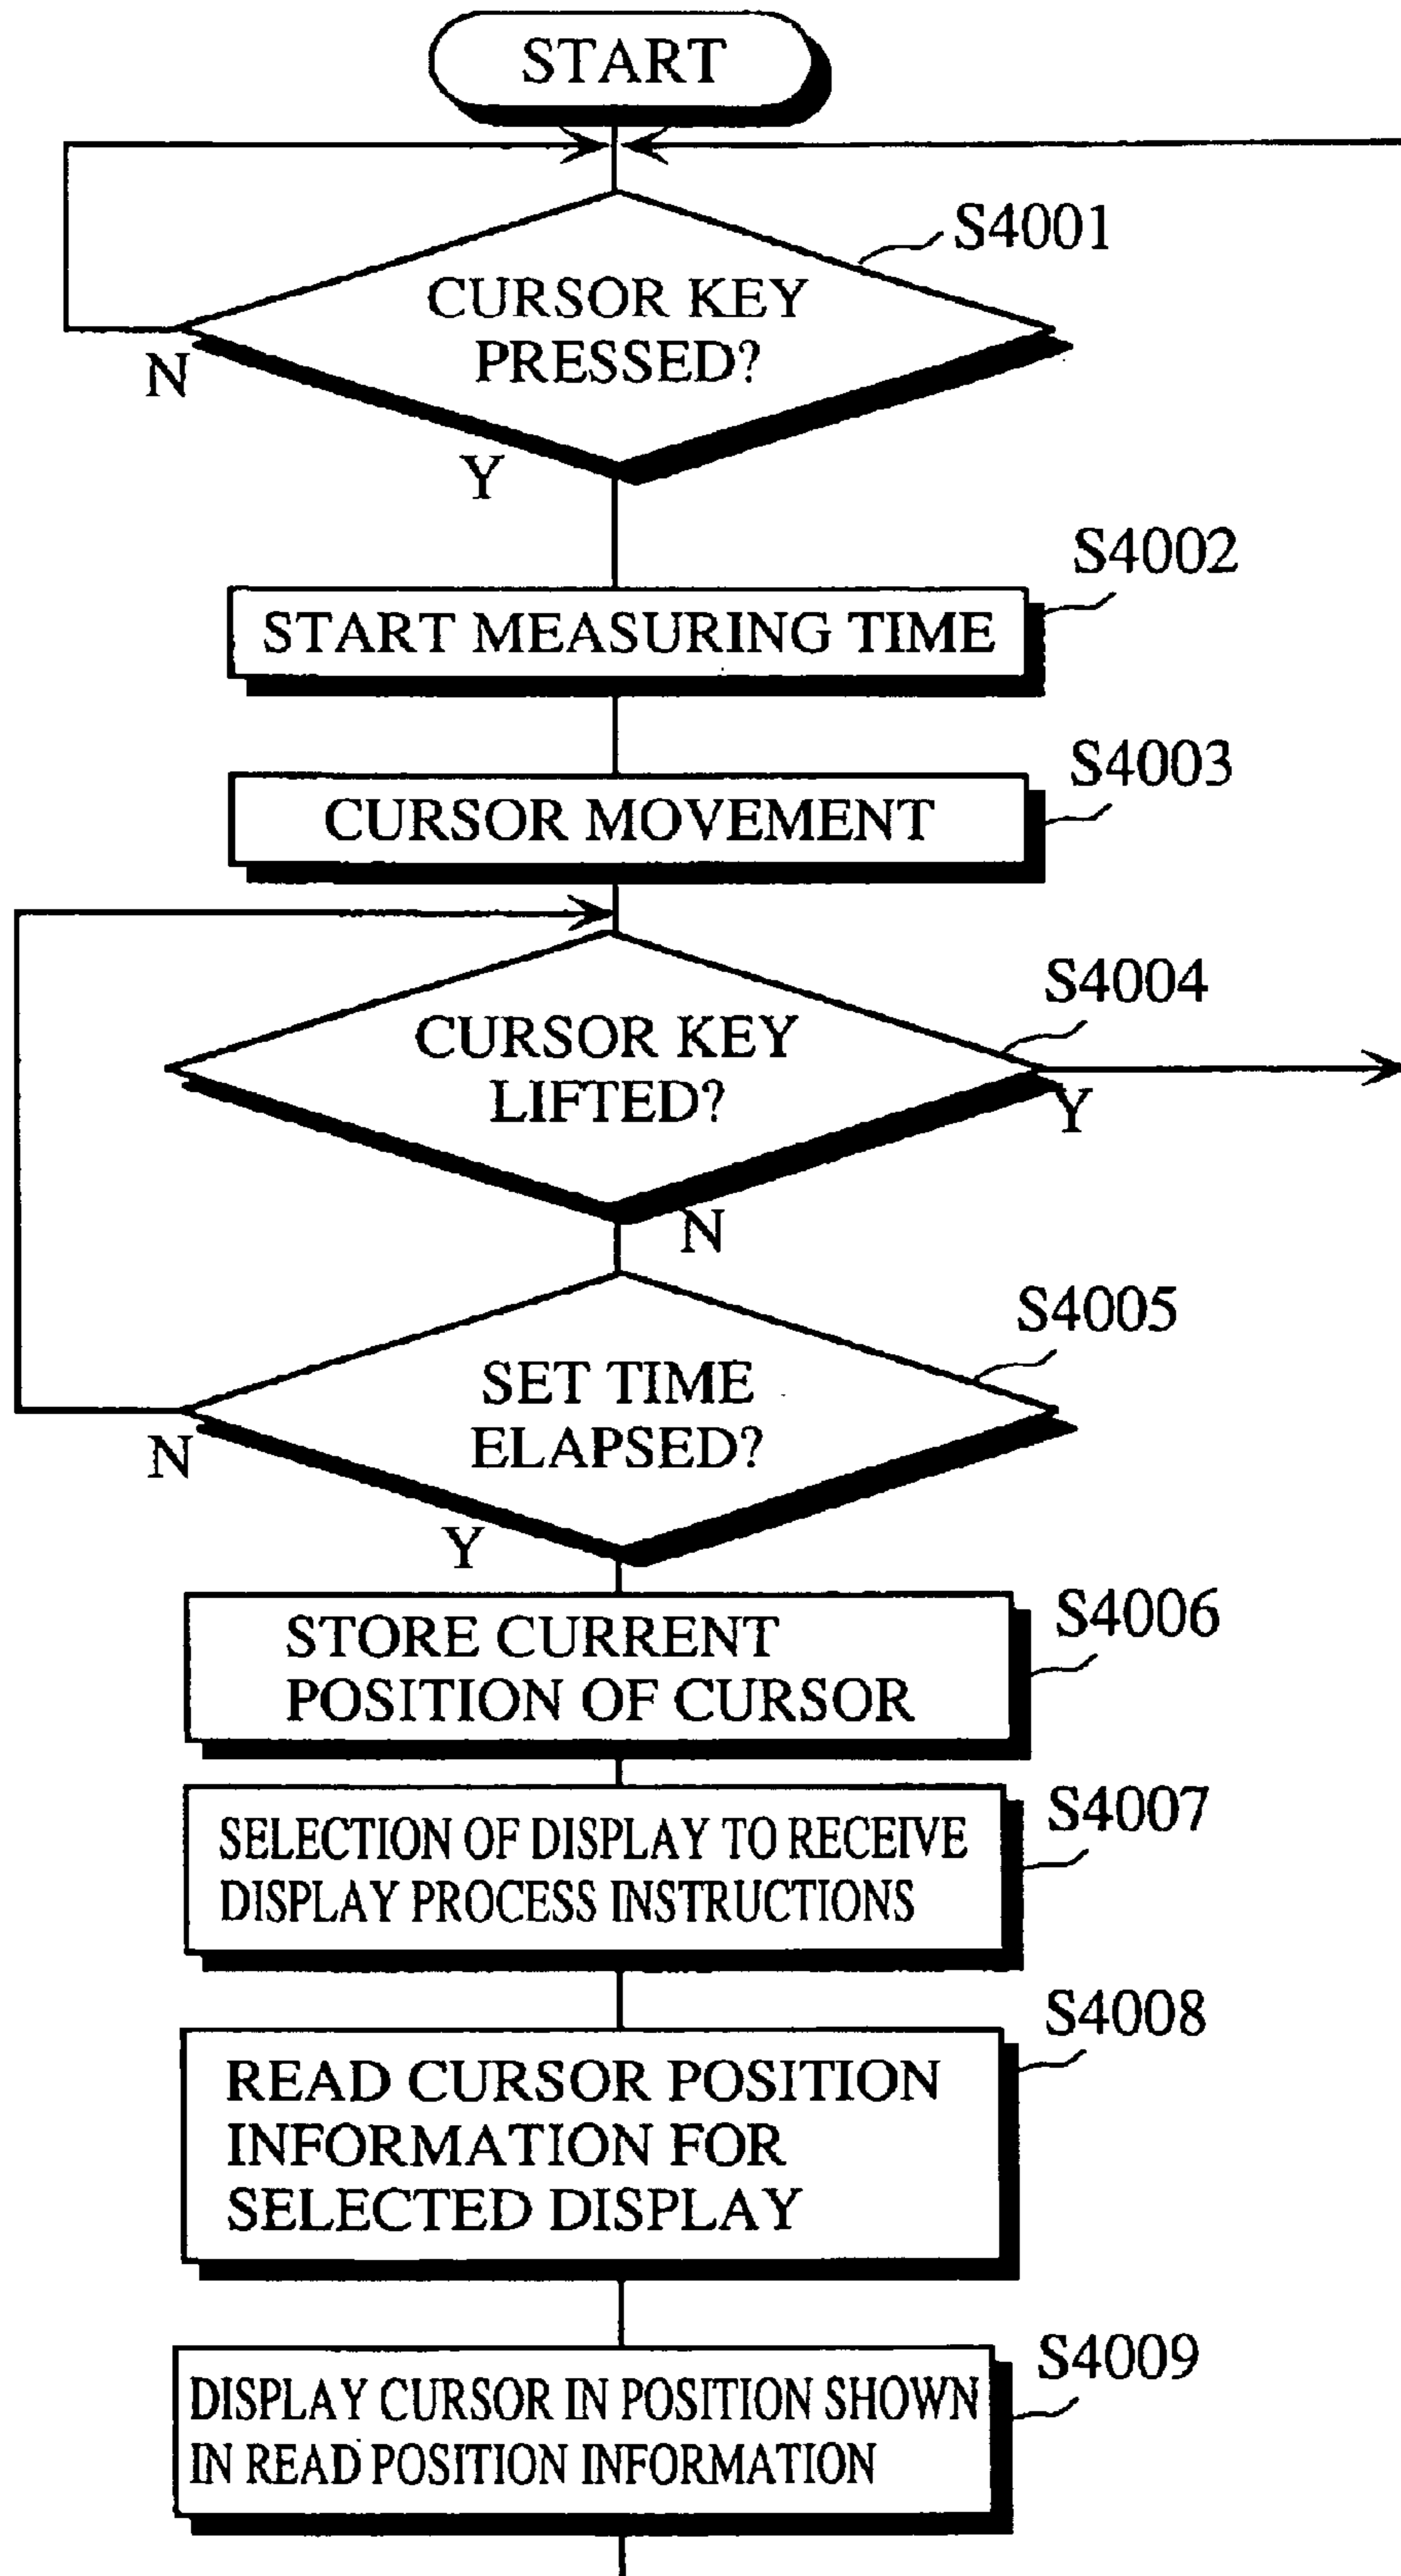 START
S4001
CURSOR KEY
PRESSED?
N
Y
S4002
START MEASURING TIME
S4003
CURSOR MOVEMENT
S4004
CURSOR KEY
LIFTED?
Y
N
S4005
SET TIME
ELAPSED?
N
Y
S4006
STORE CURRENT
POSITION OF CURSOR
S4007
SELECTION OF DISPLAY TO RECEIVE
DISPLAY PROCESS INSTRUCTIONS
S4008
READ CURSOR POSITION
INFORMATION FOR
SELECTED DISPLAY
S4009
DISPLAY CURSOR IN POSITION SHOWN
IN READ POSITION INFORMATION